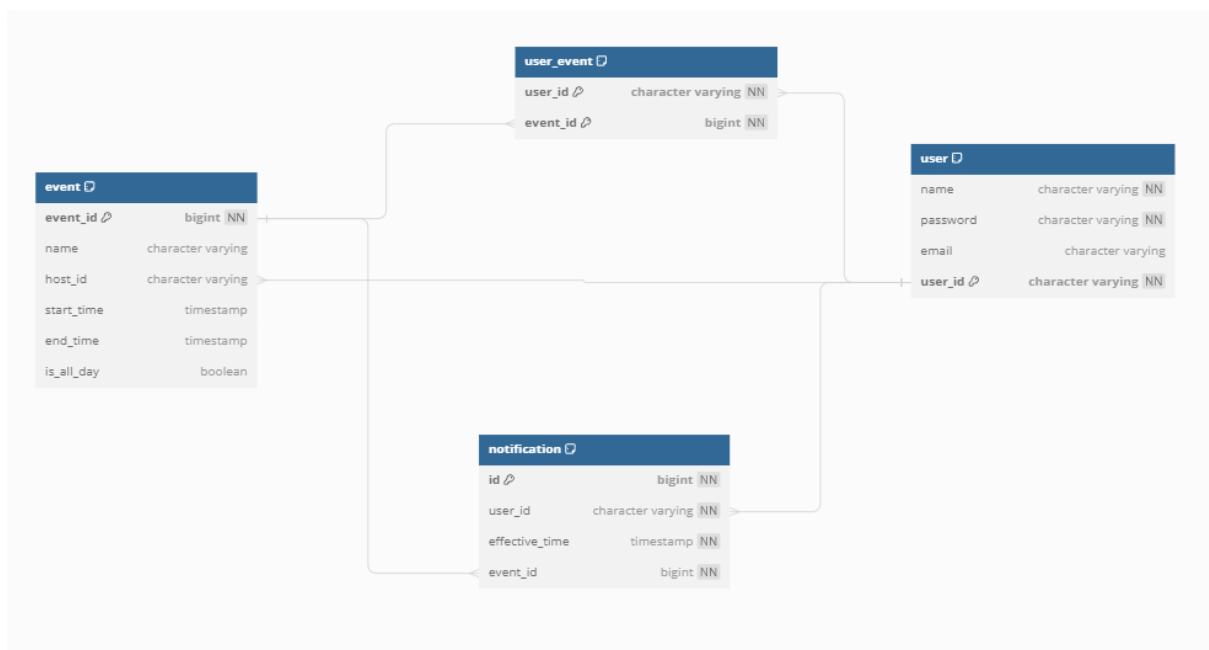 user_event
user_id character varying NN
event_id bigint NN
user
name character varying NN
password character varying NN
email character varying
user_id character varying NN
event
event_id bigint NN
name character varying
host_id character varying
start_time timestamp
end_time timestamp
is_all_day boolean
notification
id bigint NN
user_id character varying NN
effective_time timestamp NN
event_id bigint NN